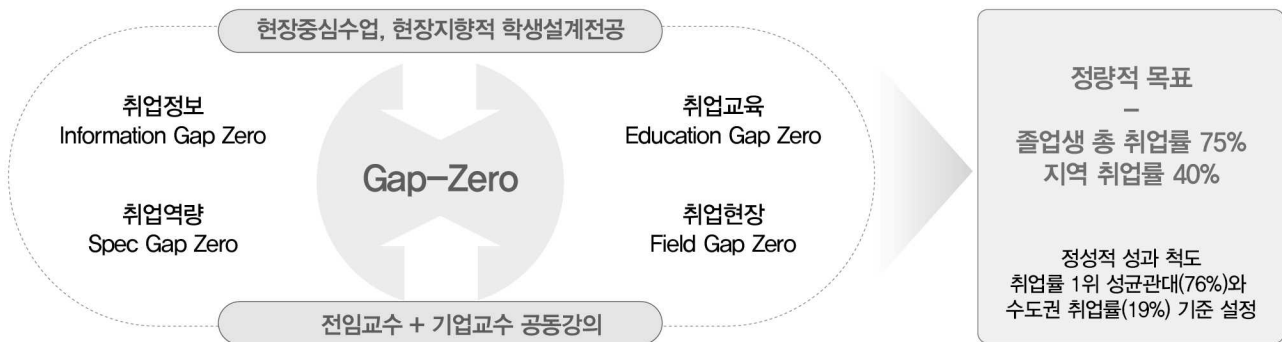 현장중심수업, 현장지향적 학생설계전공
취업정보
Information Gap Zero
취업교육
Education Gap Zero
Gap-Zero
취업역량
Spec Gap Zero
취업현장
Field Gap Zero
전임교수 + 기업교수 공동강의
정량적 목표
–
졸업생 총 취업률 75%
지역 취업률 40%
정성적 성과 척도
취업률 1위 성균관대(76%)와
수도권 취업률(19%) 기준 설정